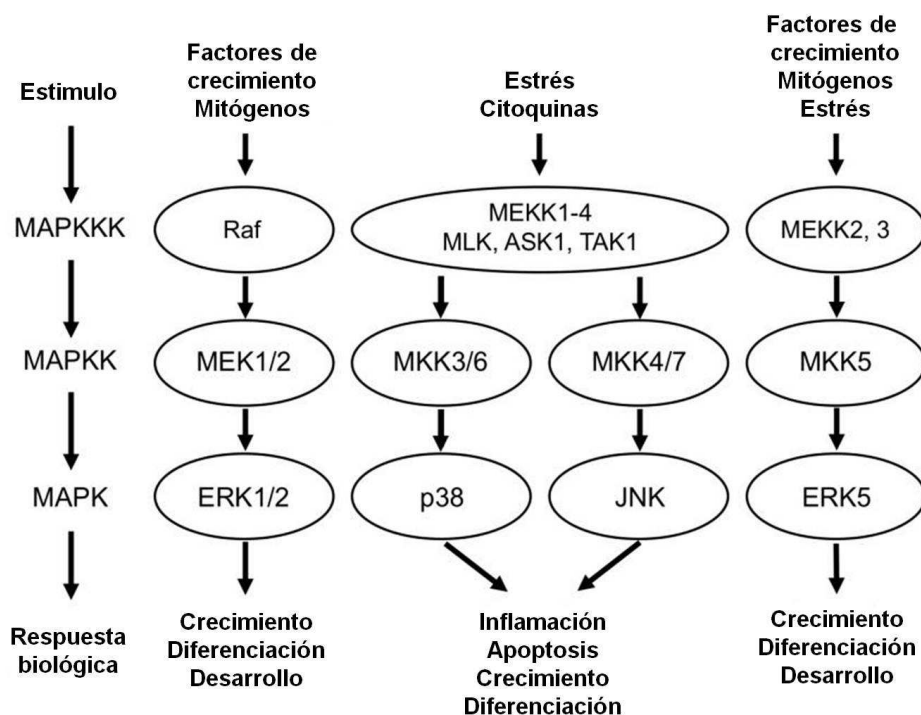 Estimulo
MAPKKK
MAPKK
MAPK
Respuesta
biológica
Factores de
crecimiento
Mitógenos
Raf
MEK1/2
ERK1/2
Crecimiento
Diferenciación
Desarrollo
Estrés
Citoquinas
MEKK1-4
MLK, ASK1, TAK1
MKK3/6
MKK4/7
p38
JNK
Inflamación
Apoptosis
Crecimiento
Diferenciación
Factores de
crecimiento
Mitógenos
Estrés
MEKK2, 3
MKK5
ERK5
Crecimiento
Diferenciación
Desarrollo